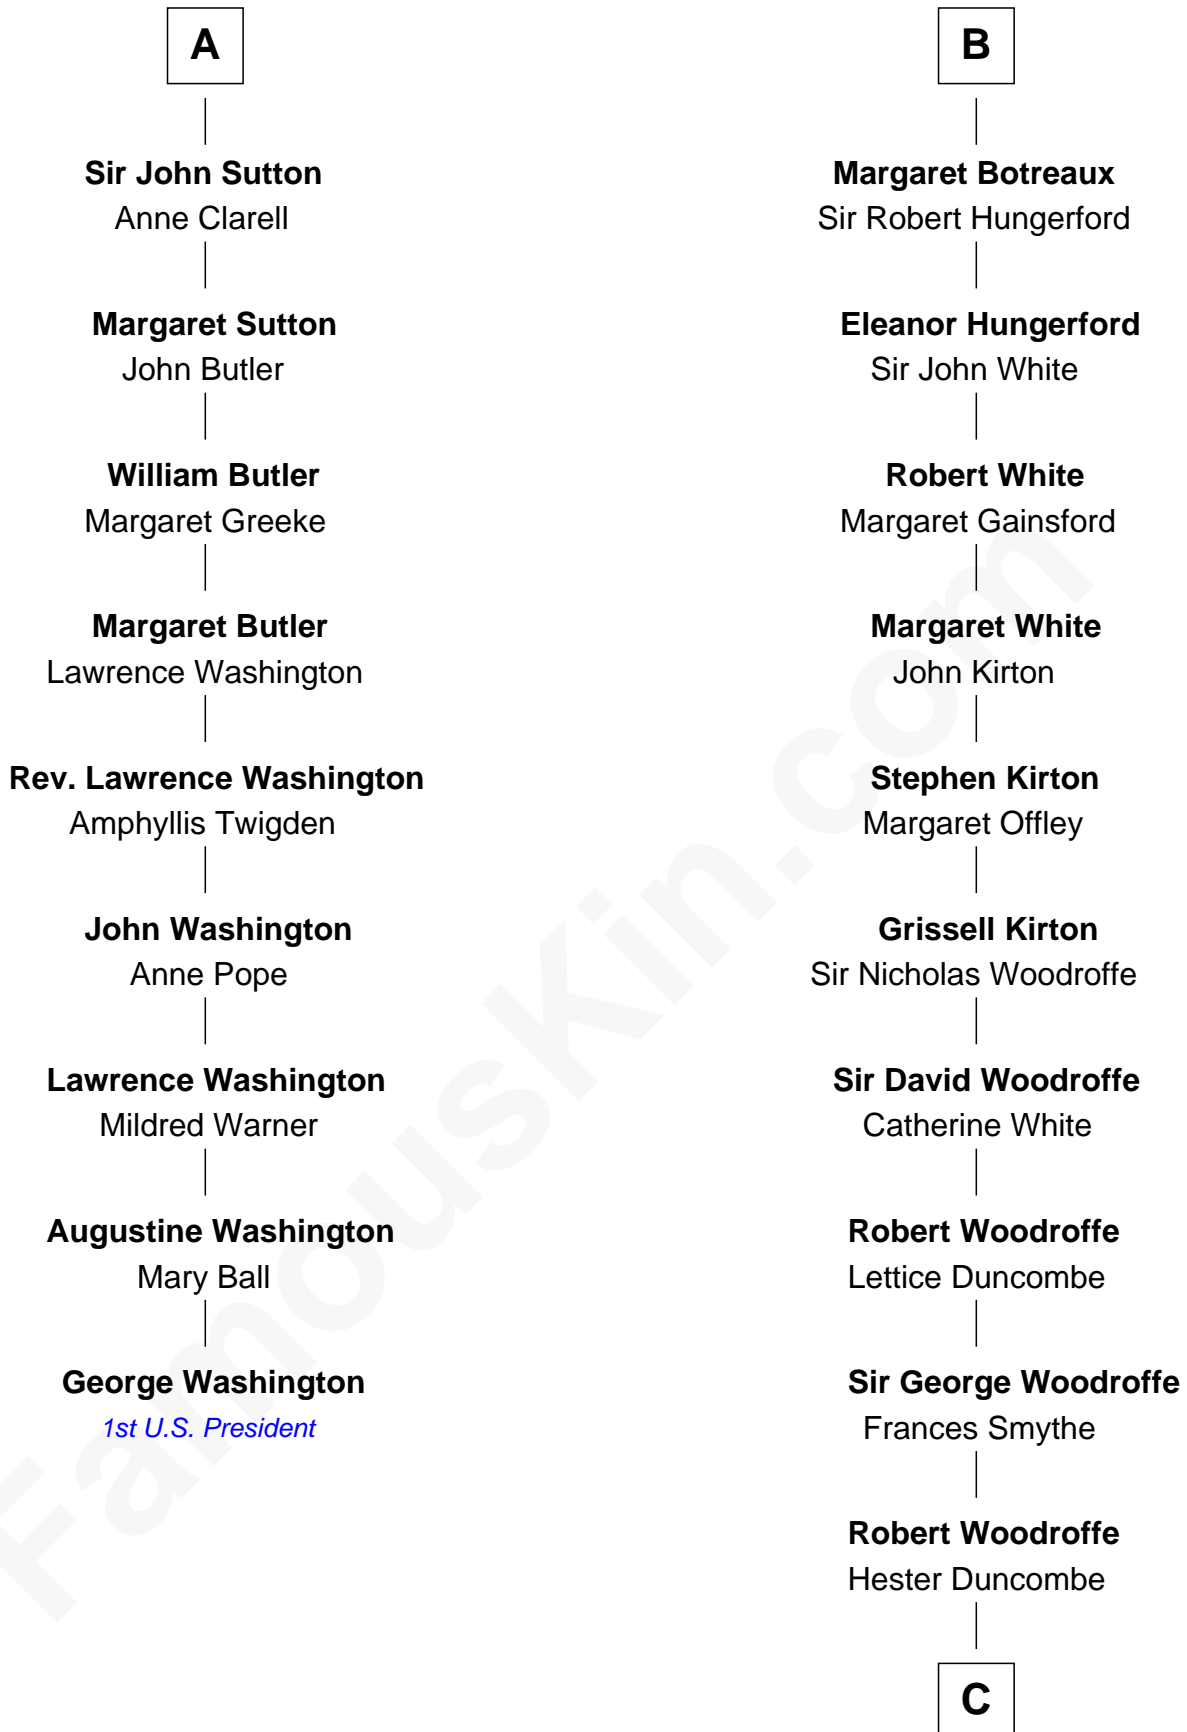 A
Sir John Sutton
Anne Clarell
Margaret Sutton
John Butler
William Butler
Margaret Greeke
Margaret Butler
Lawrence Washington
Rev. Lawrence Washington
Amphyllis Twigden
John Washington
Anne Pope
Lawrence Washington
Mildred Warner
Augustine Washington
Mary Ball
George Washington
1st U.S. President
B
Margaret Botreaux
Sir Robert Hungerford
Eleanor Hungerford
Sir John White
Robert White
Margaret Gainsford
Margaret White
John Kirton
Stephen Kirton
Margaret Offley
Grissell Kirton
Sir Nicholas Woodroffe
Sir David Woodroffe
Catherine White
Robert Woodroffe
Lettice Duncombe
Sir George Woodroffe
Frances Smythe
Robert Woodroffe
Hester Duncombe
C
FamousKin.com